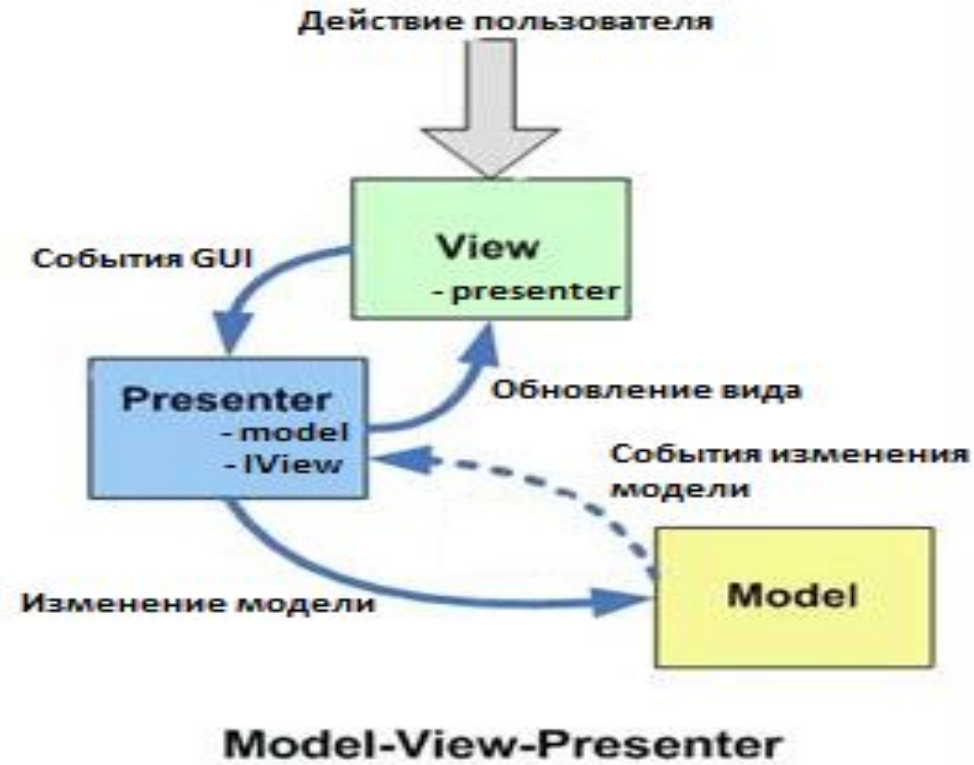 Действие пользователя
События GUI
View
- presenter
Presenter
- model
- IView
Обновление вида
События изменения
модели
Изменение модели
Model
Model-View-Presenter